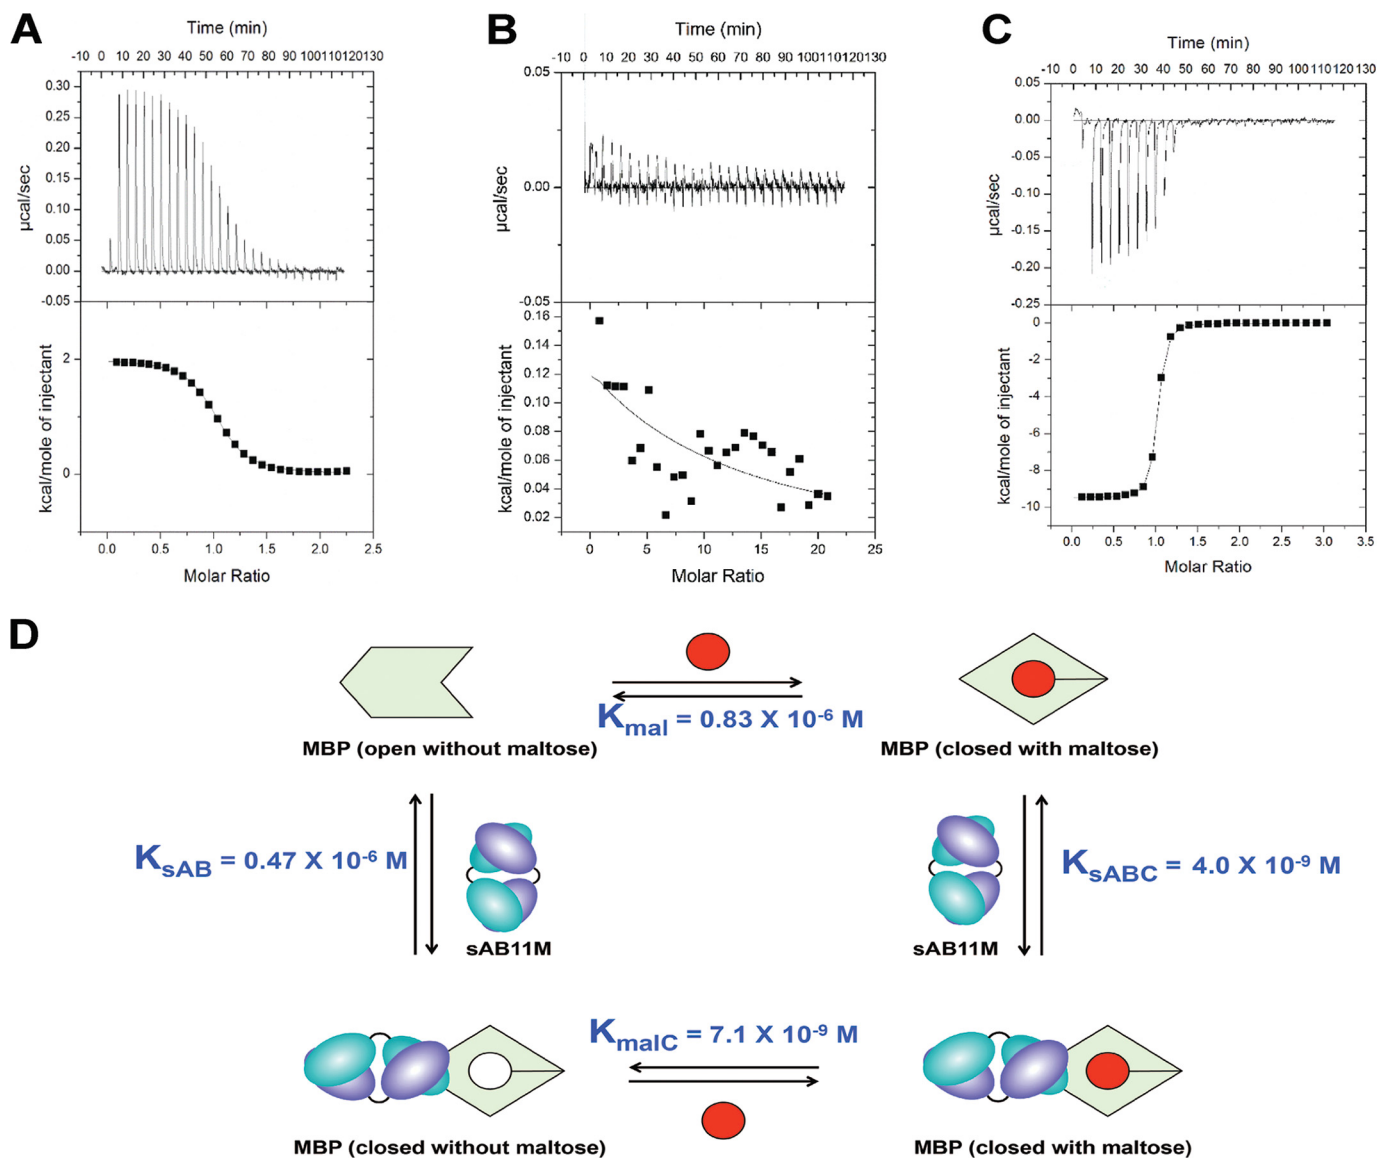 A
Time (min)
-10 0 10 20 30 40 50 60 70 80 90 100110120130
0.30
0.25
0.20
0.15
0.10
0.05
0.00
-0.05
µcal/sec
2
0
kcal/mole of injectant
0.0 0.5 1.0 1.5 2.0 2.5
Molar Ratio
B
Time (min)
-10 0 10 20 30 40 50 60 70 80 90 100110120130
0.05
0.00
-0.05
µcal/sec
0.16
0.14
0.12
0.10
0.08
0.06
0.04
0.02
kcal/mole of injectant
0 5 10 15 20 25
Molar Ratio
C
Time (min)
-10 0 10 20 30 40 50 60 70 80 90 100 110 120 130
0.05
0.00
-0.05
-0.10
-0.15
-0.20
-0.25
µcal/sec
0
-2
-4
-6
-8
-10
kcal/mole of injectant
0.0 0.5 1.0 1.5 2.0 2.5 3.0 3.5
Molar Ratio
D
Kmal = 0.83 X 10-6 M
MBP (open without maltose)
MBP (closed with maltose)
KsAB = 0.47 X 10-6 M
sAB11M
KsABC = 4.0 X 10-9 M
sAB11M
KmalC = 7.1 X 10-9 M
MBP (closed without maltose)
MBP (closed with maltose)